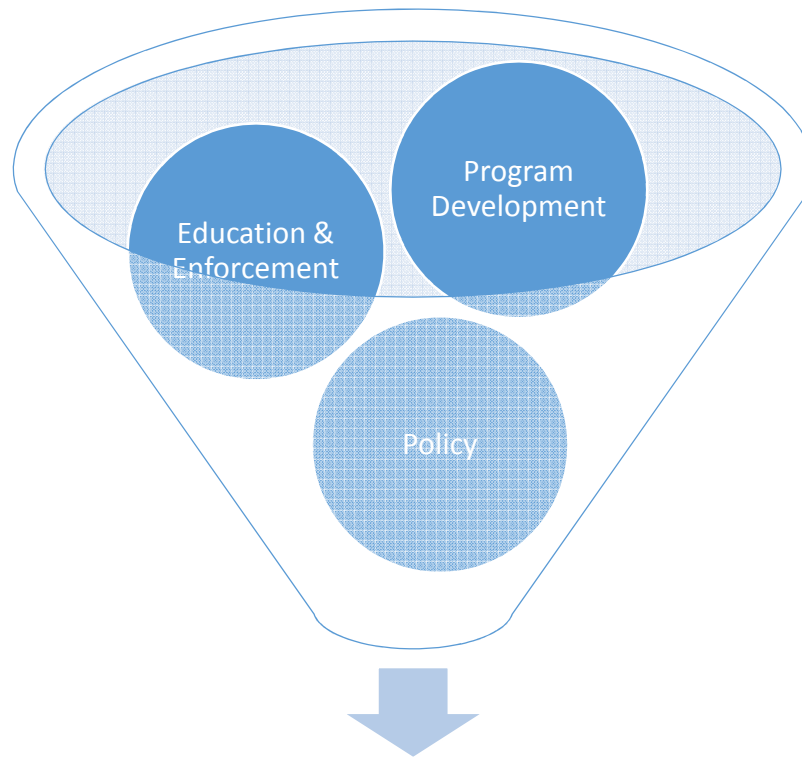 Program
Development
Education &
Enforcement
Policy